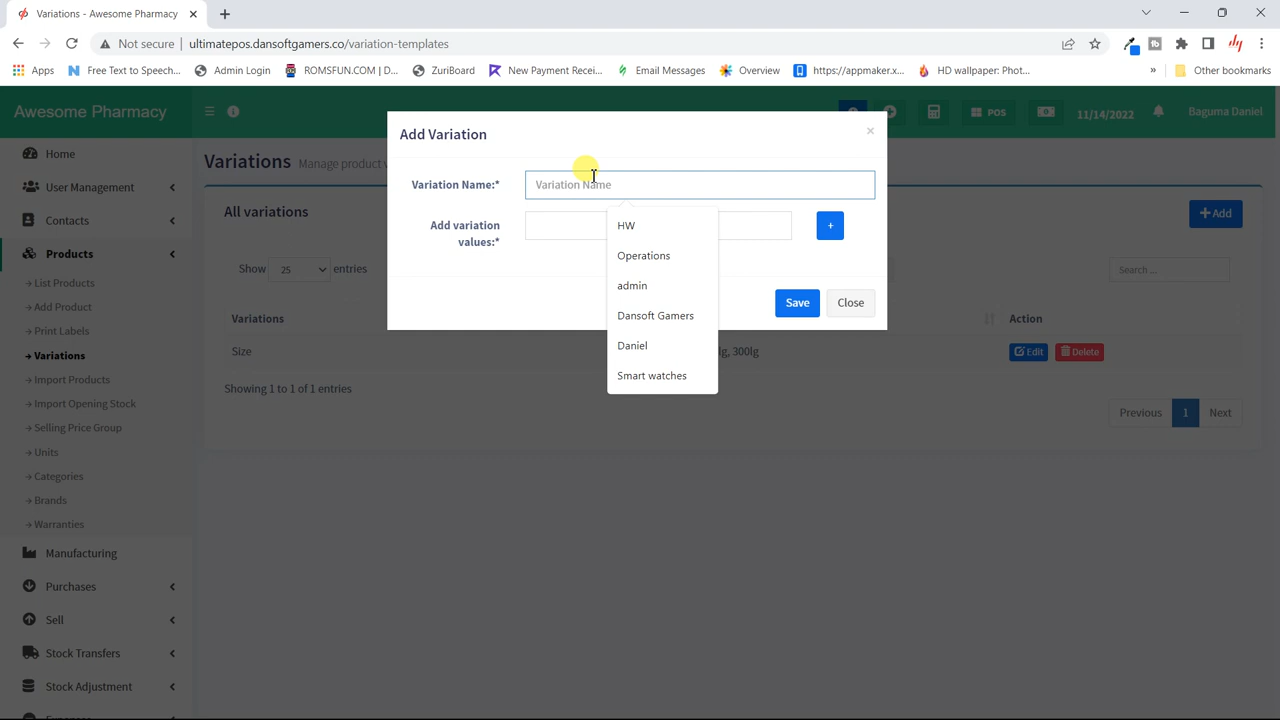 Variations - Awesome Pharmacy
Not secure | ultimatepos.dansoftgamers.co/variation-templates
Apps Free Text to Speech... Admin Login ROMSFUN.COM | D... ZuriBoard New Payment Recei... Email Messages Overview https://appmaker.x... HD wallpaper: Phot... » Other bookmarks
Awesome Pharmacy
POS 11/14/2022 Baguma Daniel
Add Variation ×
Variation Name:* Variation Name
Add variation
values:*
+
HW
Operations
admin
Dansoft Gamers
Daniel
Smart watches
Save Close
Home
User Management
Contacts
Products
List Products
Add Product
Print Labels
Variations
Import Products
Import Opening Stock
Selling Price Group
Units
Categories
Brands
Warranties
Manufacturing
Purchases
Sell
Stock Transfers
Stock Adjustment
Variations Manage product
All variations
+ Add
Show 25 entries
Search ...
Variations Action
Size 300lg Edit Delete
Showing 1 to 1 of 1 entries
Previous 1 Next